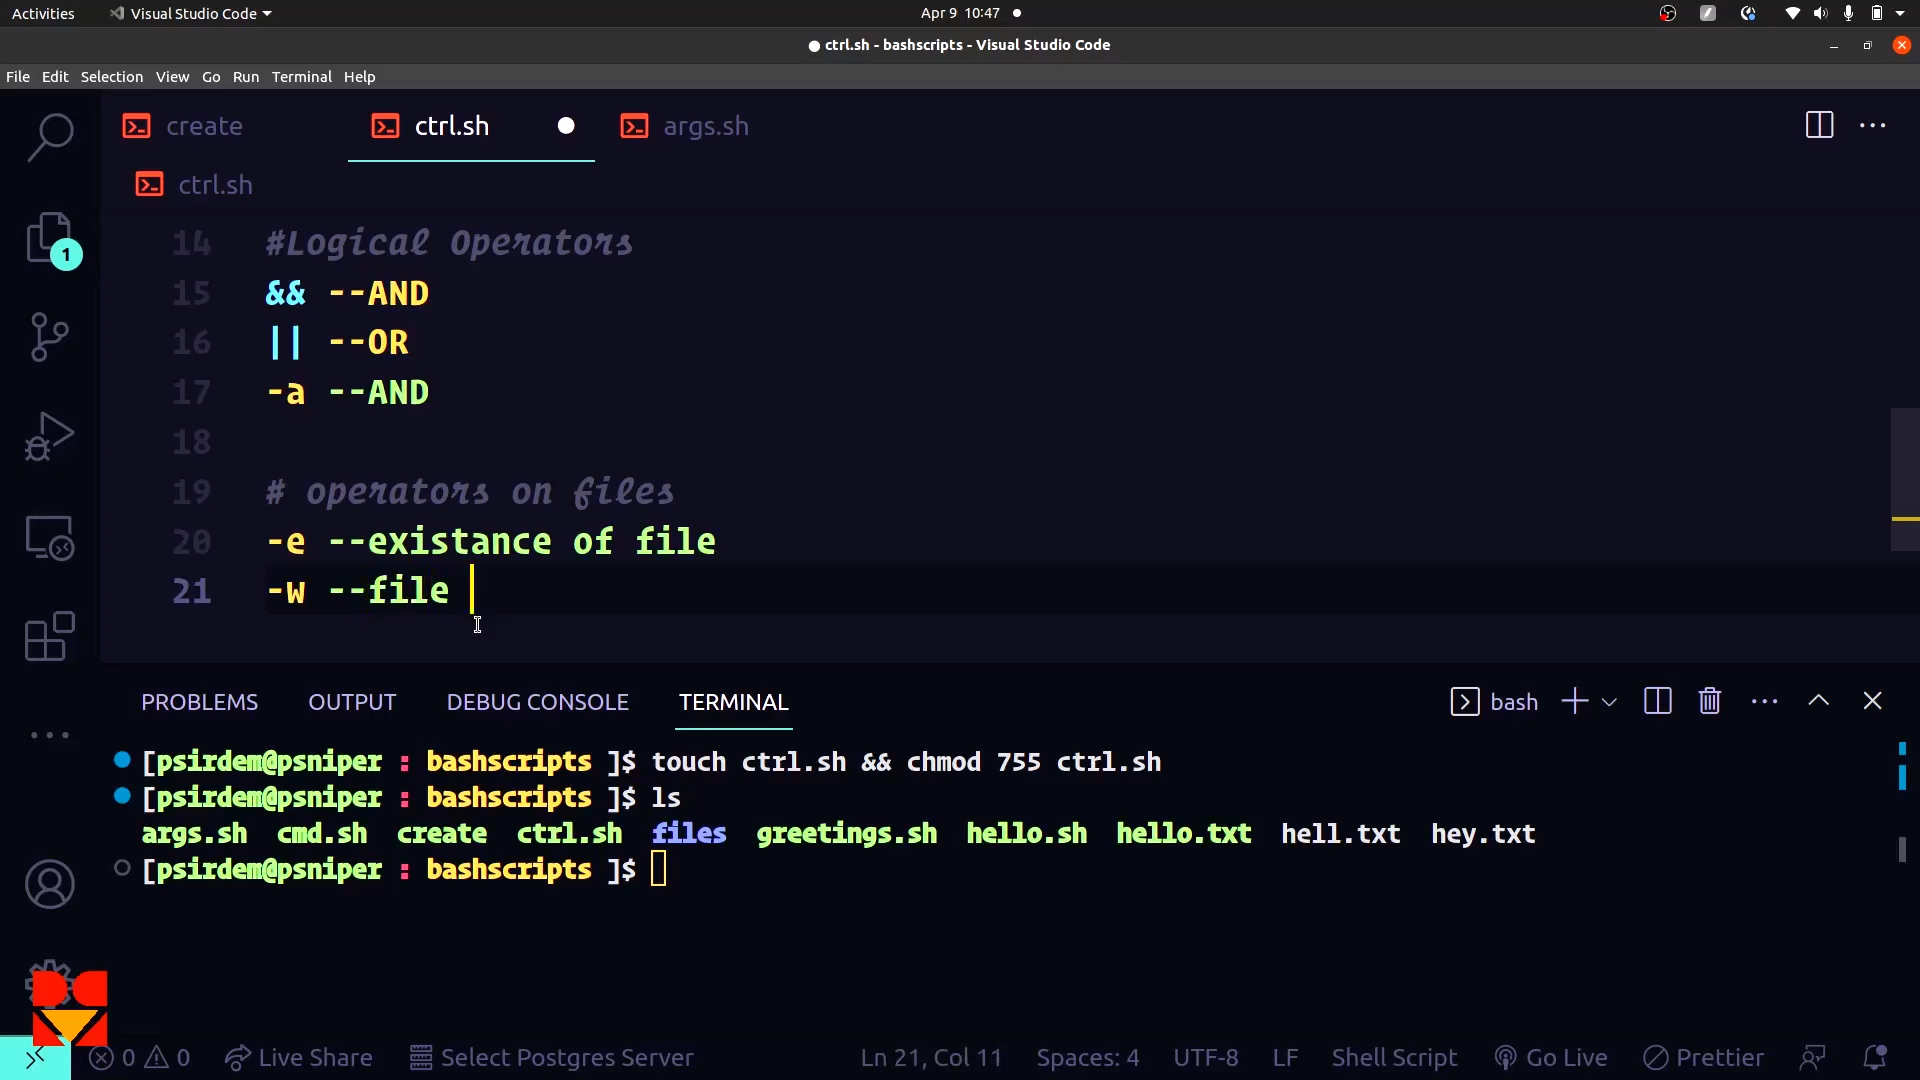 Activities Visual Studio Code Apr 9 10:47
ctrl.sh - bashscripts - Visual Studio Code
File Edit Selection View Go Run Terminal Help
create ctrl.sh args.sh
ctrl.sh
14 #Logical Operators
15 && --AND
16 || --OR
17 -a --AND
18
19 # operators on files
20 -e --existance of file
21 -w --file
1
PROBLEMS OUTPUT DEBUG CONSOLE TERMINAL bash
[psirdem@psniper : bashscripts ]$ touch ctrl.sh && chmod 755 ctrl.sh
[psirdem@psniper : bashscripts ]$ ls
args.sh cmd.sh create ctrl.sh files greetings.sh hello.sh hello.txt hell.txt hey.txt
[psirdem@psniper : bashscripts ]$
0 0 Live Share Select Postgres Server Ln 21, Col 11 Spaces: 4 UTF-8 LF Shell Script Go Live Prettier